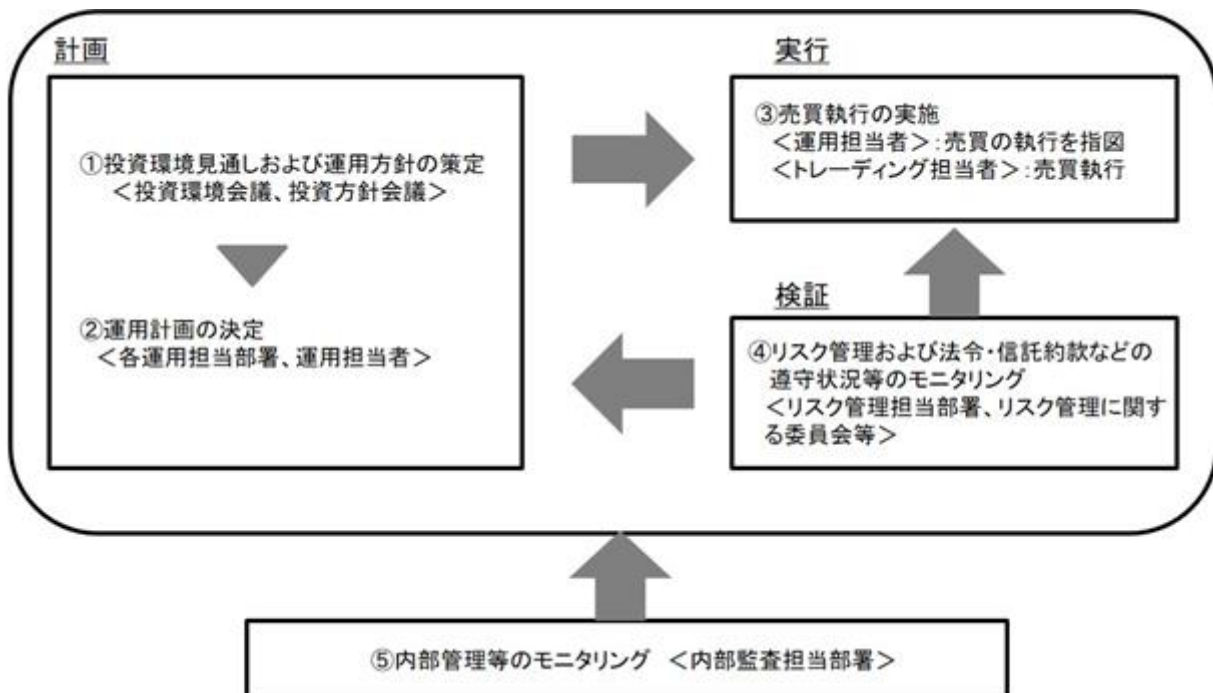 計画
①投資環境見通しおよび運用方針の策定
＜投資環境会議、投資方針会議＞
②運用計画の決定
＜各運用担当部署、運用担当者＞
実行
③売買執行の実施
＜運用担当者＞：売買の執行を指図
＜トレーディング担当者＞：売買執行
検証
④リスク管理および法令・信託約款などの
遵守状況等のモニタリング
＜リスク管理担当部署、リスク管理に関す
る委員会等＞
⑤内部管理等のモニタリング ＜内部監査担当部署＞